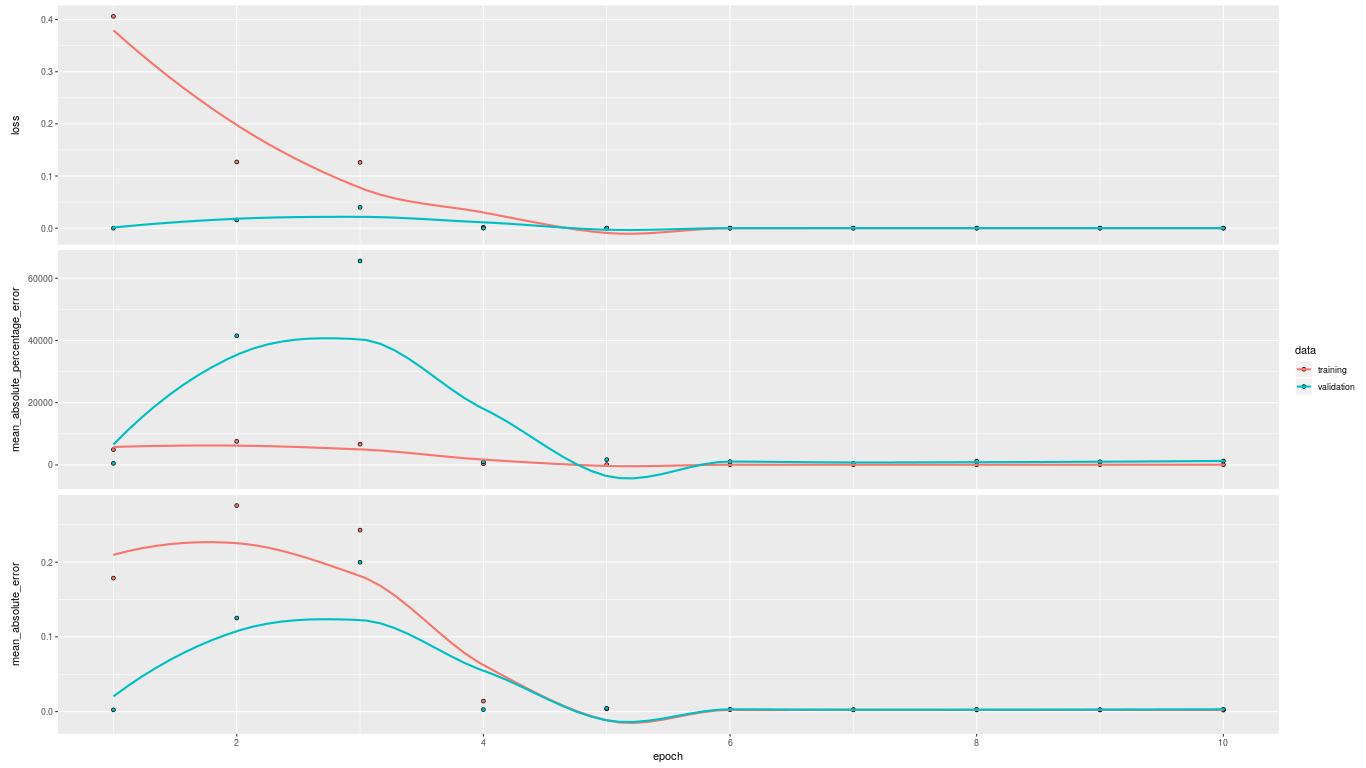 loss
0.4
0.3
0.2
0.1
0.0
mean_absolute_percentage_error
60000
40000
20000
0
mean_absolute_error
0.2
0.1
0.0
2 4 6 8 10
epoch
data
training
validation